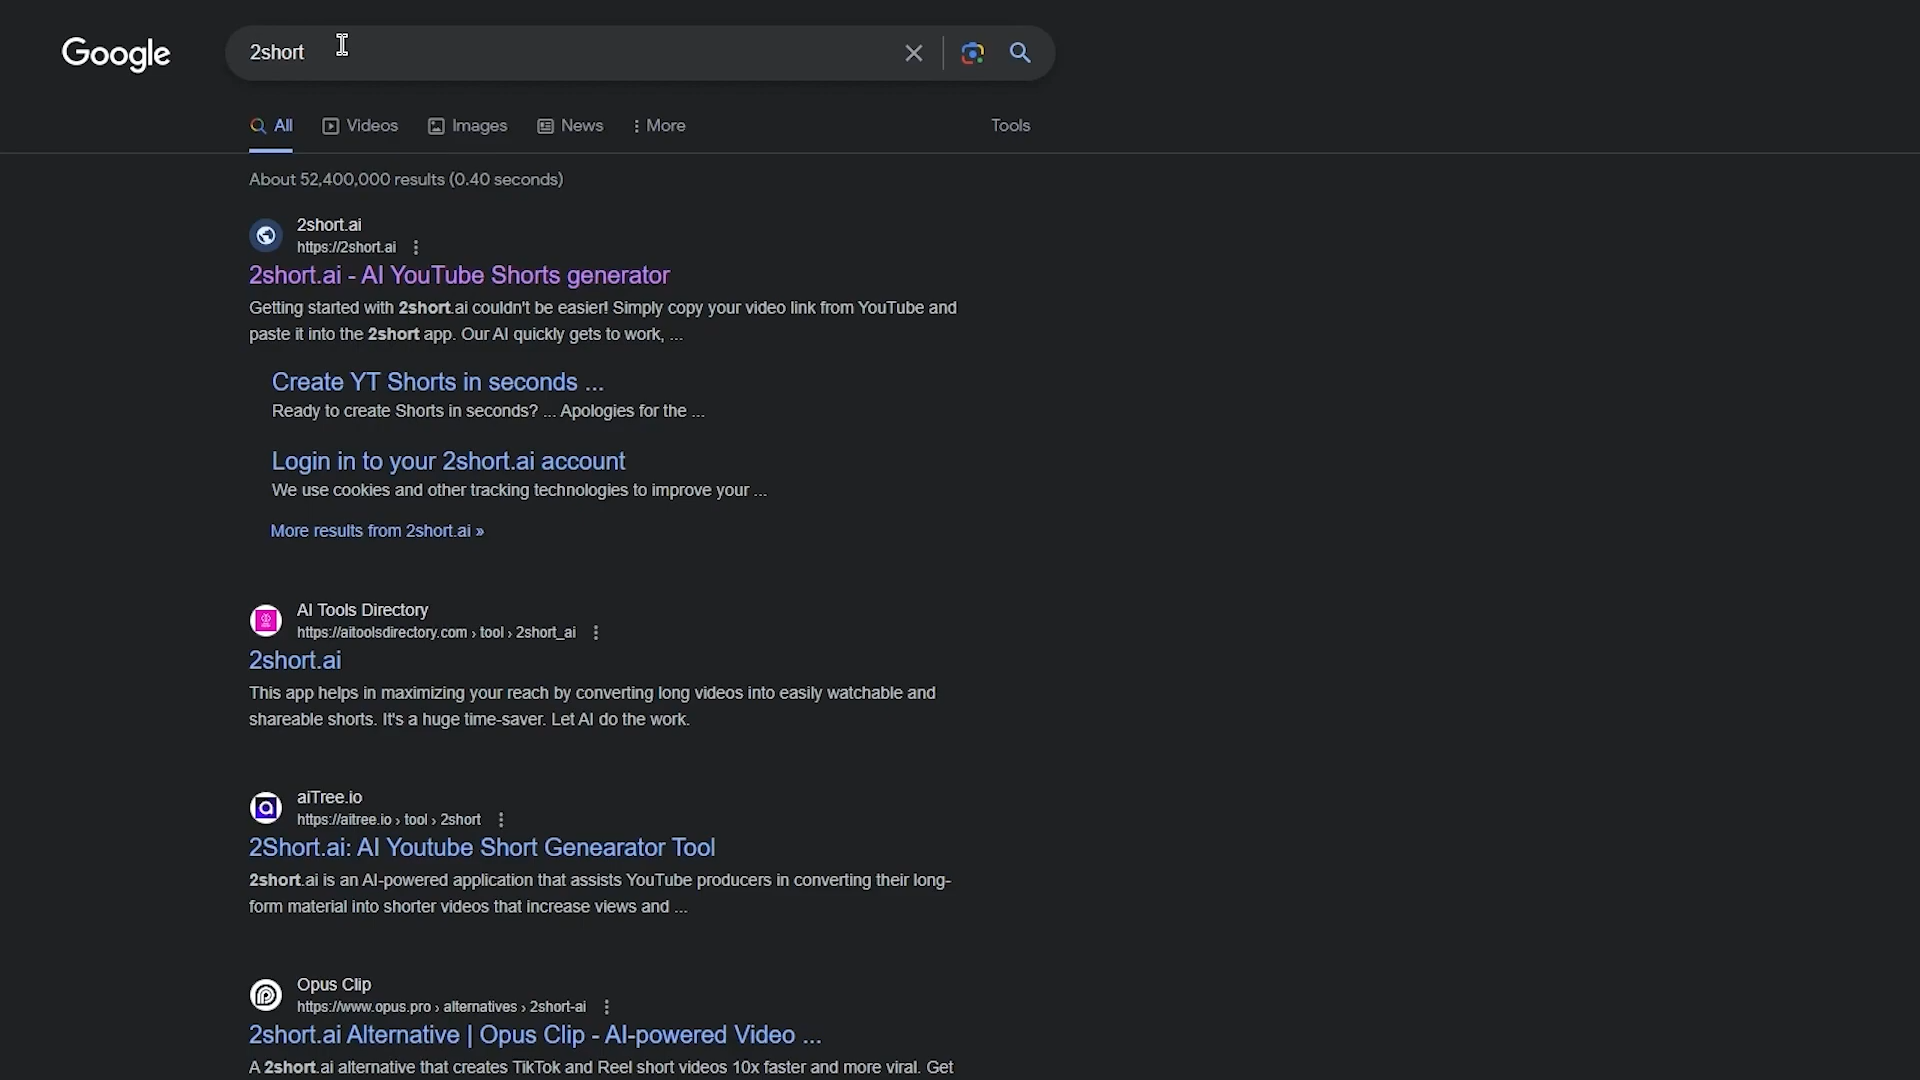 Google
2short
All Videos Images News More Tools
About 52,400,000 results (0.40 seconds)
2short.ai
https://2short.ai
2short.ai - AI YouTube Shorts generator
Getting started with 2short.ai couldn't be easier! Simply copy your video link from YouTube and
paste it into the 2short app. Our AI quickly gets to work, ...
Create YT Shorts in seconds ...
Ready to create Shorts in seconds? ... Apologies for the ...
Login in to your 2short.ai account
We use cookies and other tracking technologies to improve your ...
More results from 2short.ai »
AI Tools Directory
https://aitoolsdirectory.com › tool › 2short_ai
2short.ai
This app helps in maximizing your reach by converting long videos into easily watchable and
shareable shorts. It's a huge time-saver. Let AI do the work.
aiTree.io
https://aitree.io › tool › 2short
2Short.ai: AI Youtube Short Genearator Tool
2short.ai is an AI-powered application that assists YouTube producers in converting their long-
form material into shorter videos that increase views and ...
Opus Clip
https://www.opus.pro › alternatives › 2short-ai
2short.ai Alternative | Opus Clip - AI-powered Video ...
A 2short.ai alternative that creates TikTok and Reel short videos 10x faster and more viral. Get